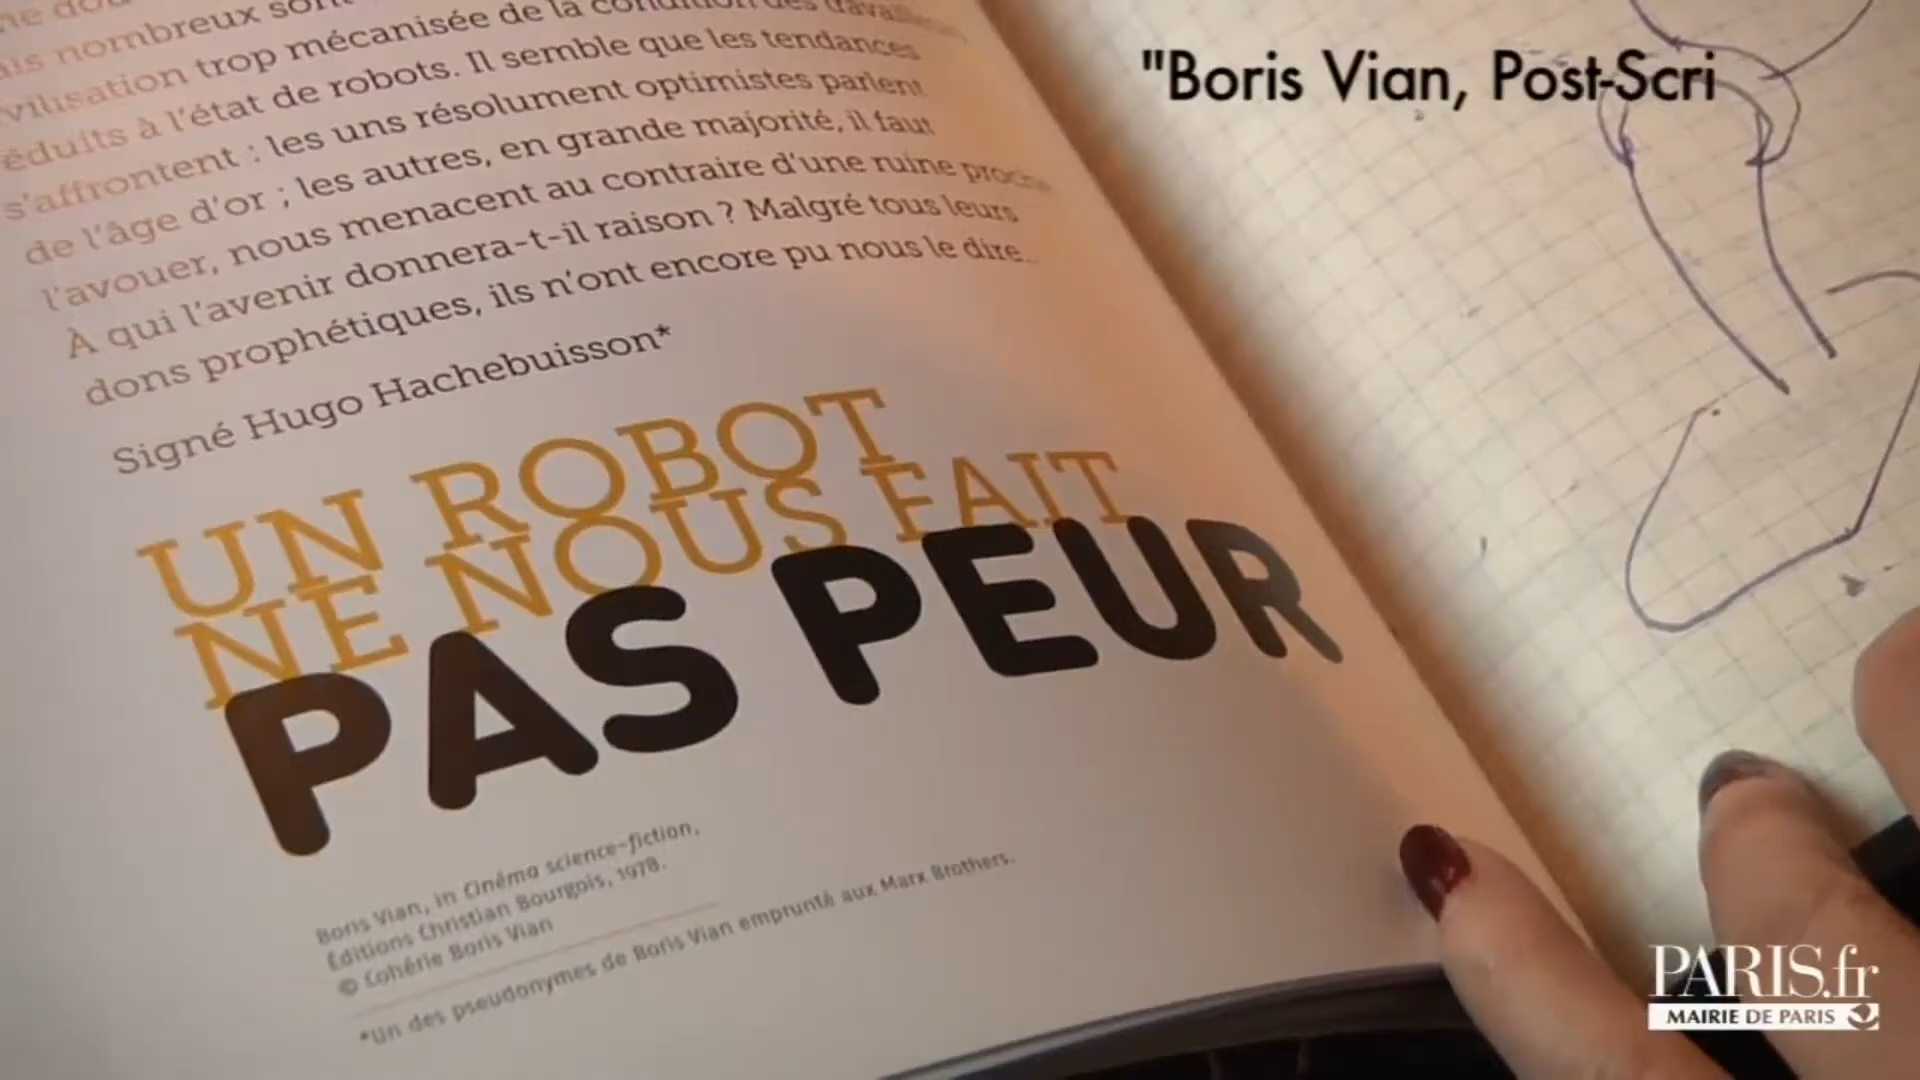 nombreux
vilisation trop mécanisée de la condition des travailleurs
éduits à l'état de robots. Il semble que les tendances
s'affrontent : les uns résolument optimistes parlent
de l'âge d'or ; les autres, en grande majorité, il faut
l'avouer, nous menacent au contraire d'une ruine proche
À qui l'avenir donnera-t-il raison ? Malgré tous leurs
dons prophétiques, ils n'ont encore pu nous le dire...
Signé Hugo Hachebuisson*
UN ROBOT
NE NOUS FAIT
PAS PEUR
Boris Vian, in Cinéma science-fiction,
Éditions Christian Bourgois, 1978.
© Cohérie Boris Vian
*Un des pseudonymes de Boris Vian emprunté aux Marx Brothers.
"Boris Vian, Post-Scri
PARIS.fr
MAIRIE DE PARIS